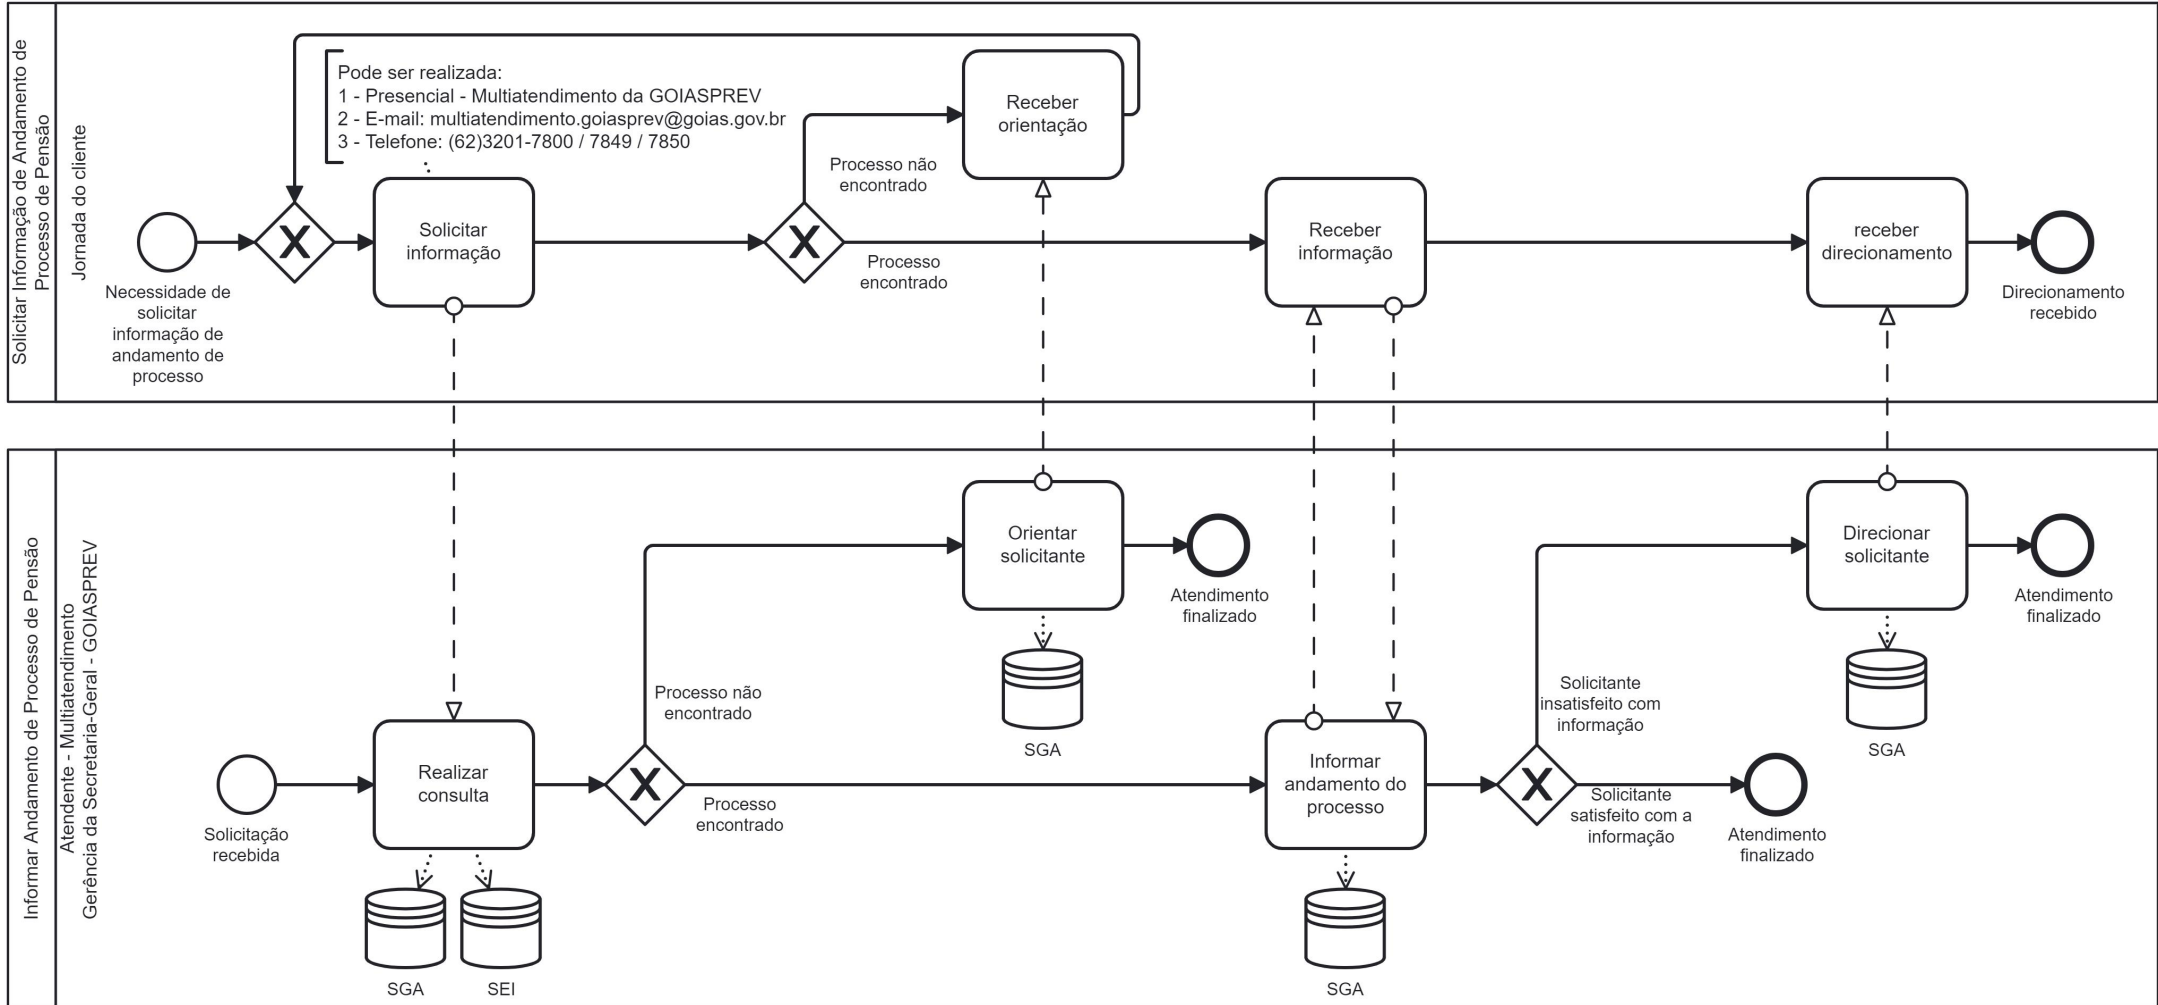 Solicitar Informação de Andamento de
Processo de Pensão
Jornada do cliente
Pode ser realizada:
1 - Presencial - Multiatendimento da GOIASPREV
2 - E-mail: multiatendimento.goiasprev@goias.gov.br
3 - Telefone: (62)3201-7800 / 7849 / 7850
Necessidade de
solicitar
informação de
andamento de
processo
X
Solicitar
informação
X
Processo não
encontrado
Processo
encontrado
Receber
orientação
Receber
informação
receber
direcionamento
Direcionamento
recebido
Informar Andamento de Processo de Pensão
Atendente - Multiatendimento
Gerência da Secretaria-Geral - GOIASPREV
Solicitação
recebida
Realizar
consulta
SGA
SEI
X
Processo não
encontrado
Processo
encontrado
Orientar
solicitante
SGA
Atendimento
finalizado
Informar
andamento do
processo
SGA
X
Solicitante
insatisfeito com
informação
Solicitante
satisfeito com a
informação
Atendimento
finalizado
Direcionar
solicitante
SGA
Atendimento
finalizado